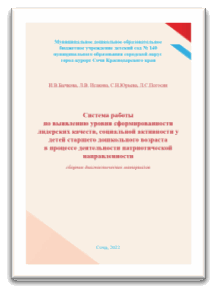 Муниципальное дошкольное образовательное
бюджетное учреждение детский сад № 140
муниципального образования городской округ
город-курорт Сочи Краснодарского края
Система работы
по выявлению уровня сформированности
лидерских качеств, социальной активности у
детей старшего дошкольного возраста
в процессе деятельности патриотической
направленности
сборник диагностических материалов
Сочи, 2022